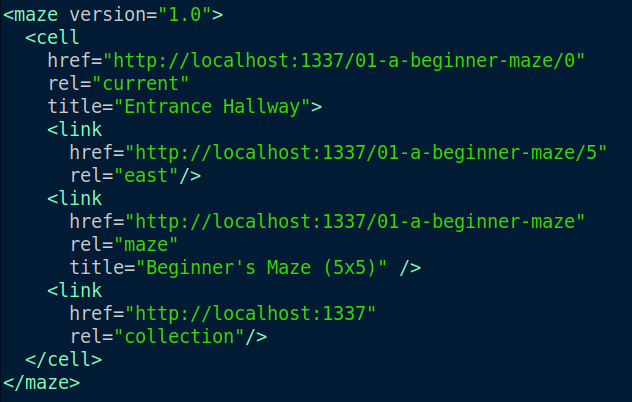 <maze version="1.0">
  <cell
    href="http://localhost:1337/01-a-beginner-maze/0"
    rel="current"
    title="Entrance Hallway">
    <link
      href="http://localhost:1337/01-a-beginner-maze/5"
      rel="east"/>
    <link
      href="http://localhost:1337/01-a-beginner-maze"
      rel="maze"
      title="Beginner's Maze (5x5)" />
    <link
      href="http://localhost:1337"
      rel="collection"/>
  </cell>
</maze>